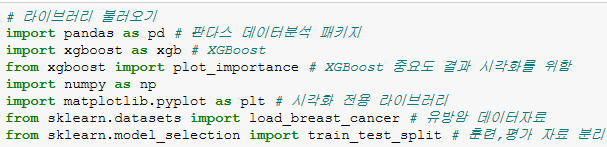 # 라이브러리 불러오기
import pandas as pd # 판다스 데이터분석 패키지
import xgboost as xgb # XGBoost
from xgboost import plot_importance # XGBoost 중요도 결과 시각화를 위함
import numpy as np
import matplotlib.pyplot as plt # 시각화 전용 라이브러리
from sklearn.datasets import load_breast_cancer # 유방암 데이터자료
from sklearn.model_selection import train_test_split # 훈련,평가 자료 분리